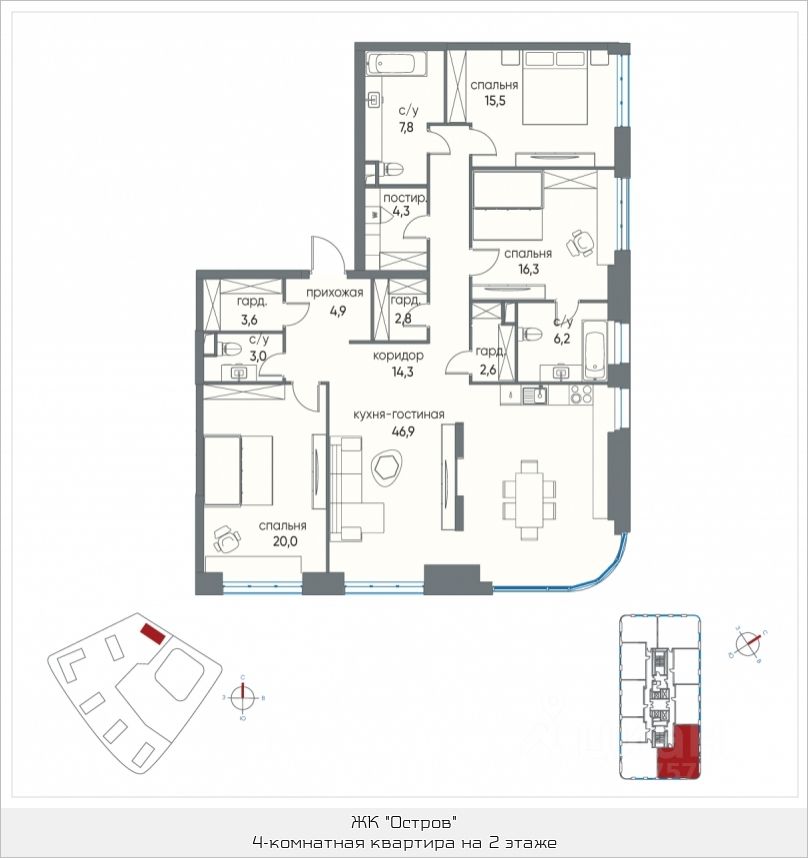 спальня
15,5
с/у
7,8
постир.
4,3
спальня
16,3
прихожая
4,9
гард.
3,6
гард.
2,8
с/у
3,0
с/у
6,2
гард.
2,6
коридор
14,3
кухня-гостиная
46,9
спальня
20,0
С
З
В
Ю
З
С
Ю
В
ЖК "Остров"
4-комнатная квартира на 2 этаже